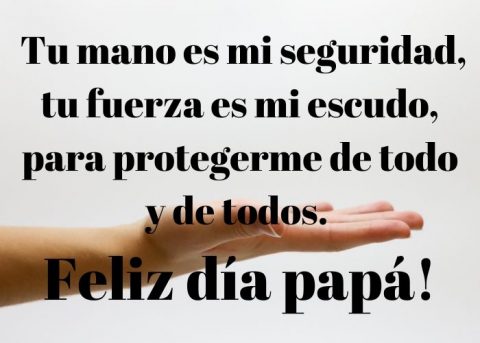 Tu mano es mi seguridad,
tu fuerza es mi escudo,
para protegerme de todo
y de todos.
Feliz día papá!